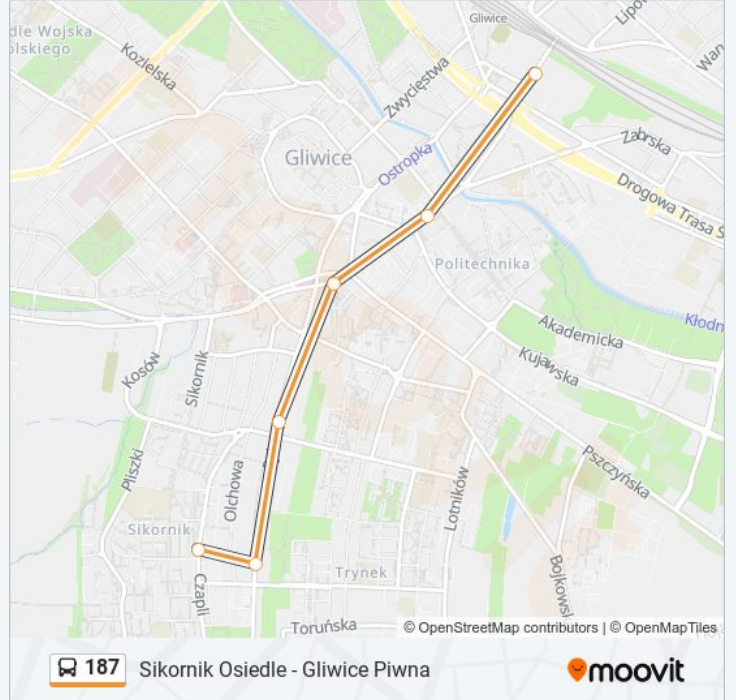 Gliwice
Lipo
dle Wojska
olskiego
Kozielska
Zwycięstwa
Wan
Zabrska
Gliwice
Ostropka
Drogowa Trasa S
Politechnika
Kłodn
Akademicka
Kujawska
Kosów
Sikornik
Pszczyńska
Pliszki
Olchowa
Lotników
Sikornik
Bojkowsk
Trynek
Czapli
Toruńska
© OpenStreetMap contributors | © OpenMapTiles
187 Sikornik Osiedle - Gliwice Piwna
moovit